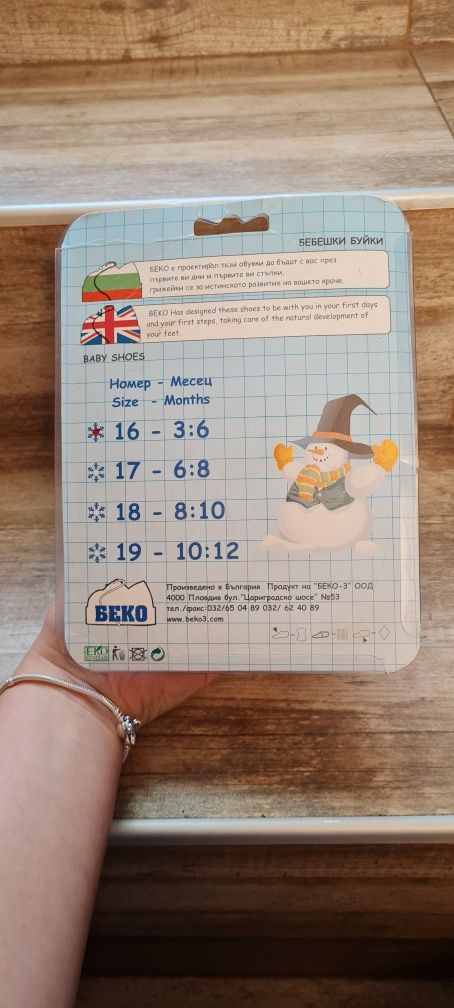 БЕБЕШКИ БУЙКИ
БЕКО е проектирал тези обувки да бъдат с вас през
първите ви дни и първите ви стъпки,
грижейки се за истинското развитие на вашето краче.
BEKO Has designed these shoes to be with you in your first days
and your first steps, taking care of the natural development of
your feet.
BABY SHOES
Номер - Месец
Size - Months
16 - 3:6
17 - 6:8
18 - 8:10
19 - 10:12
БЕКО
Произведено в България Продукт на "БЕКО-3" ООД
4000 Пловдив бул."Цариградско шосе" №53
тел./факс:032/65 04 89 032/ 62 40 89
www.beko3.com